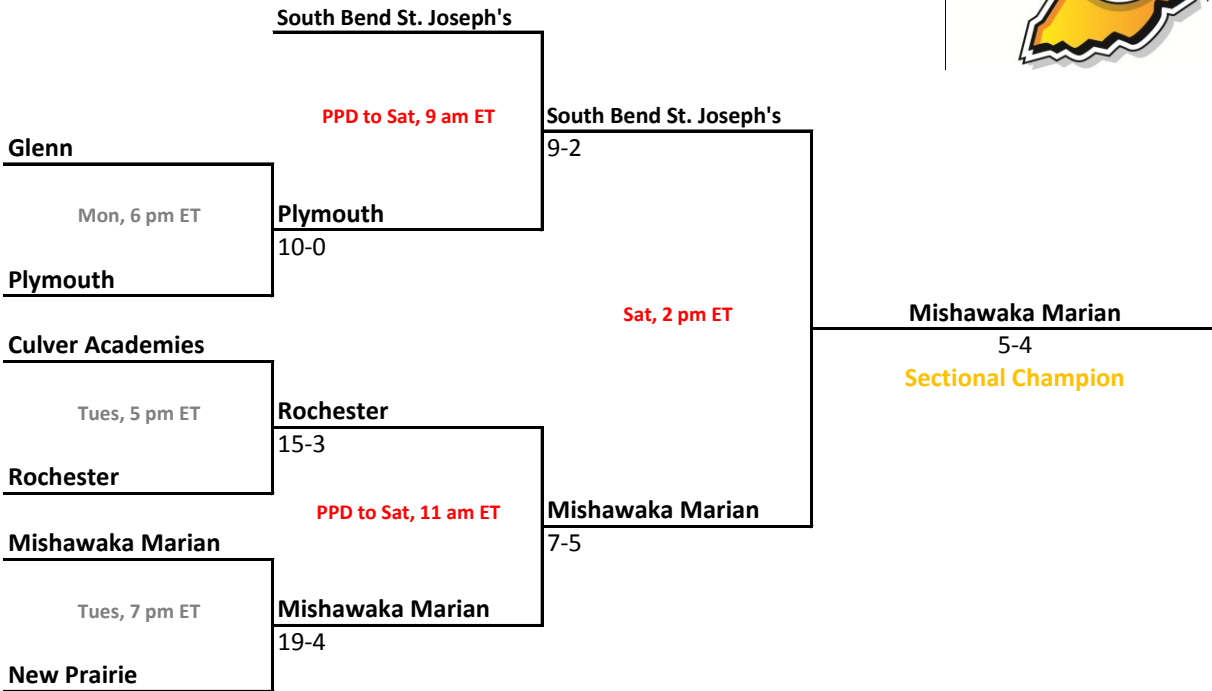 South Bend St. Joseph's
PPD to Sat, 9 am ET
South Bend St. Joseph's
Glenn
9-2
Mon, 6 pm ET
Plymouth
10-0
Plymouth
Sat, 2 pm ET
Mishawaka Marian
Culver Academies
5-4
Sectional Champion
Tues, 5 pm ET
Rochester
15-3
Rochester
PPD to Sat, 11 am ET
Mishawaka Marian
Mishawaka Marian
7-5
Tues, 7 pm ET
Mishawaka Marian
19-4
New Prairie